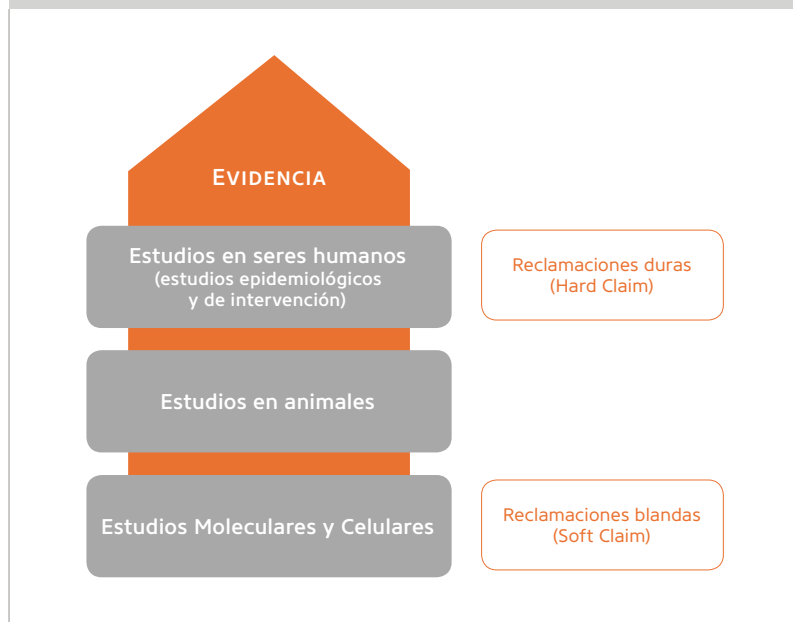 EVIDENCIA
Estudios en seres humanos
(estudios epidemiológicos
y de intervención)
Reclamaciones duras
(Hard Claim)
Estudios en animales
Estudios Moleculares y Celulares
Reclamaciones blandas
(Soft Claim)